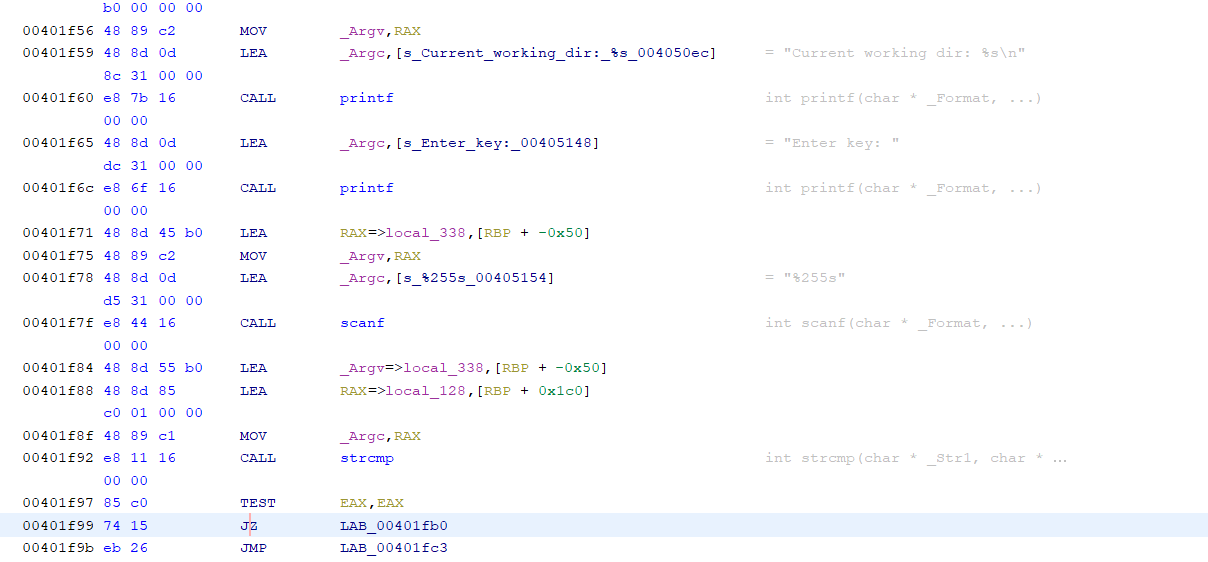 b0 00 00 00 00
00401f56 48 89 c2 MOV _Argv,RAX
00401f59 48 8d 0d LEA _Argc,[s_Current_working_dir:_%s_004050ec] = "Current working dir: %s\n"
8c 31 00 00
00401f60 e8 7b 16 CALL printf int printf(char * _Format, ...)
00 00
00401f65 48 8d 0d LEA _Argc,[s_Enter_key:_00405148] = "Enter key: "
dc 31 00 00
00401f6c e8 6f 16 CALL printf int printf(char * _Format, ...)
00 00
00401f71 48 8d 45 b0 LEA RAX=>local_338,[RBP + -0x50]
00401f75 48 89 c2 MOV _Argv,RAX
00401f78 48 8d 0d LEA _Argc,[s_%255s_00405154] = "%255s"
d5 31 00 00
00401f7f e8 44 16 CALL scanf int scanf(char * _Format, ...)
00 00
00401f84 48 8d 55 b0 LEA _Argv=>local_338,[RBP + -0x50]
00401f88 48 8d 85 LEA RAX=>local_128,[RBP + 0x1c0]
c0 01 00 00
00401f8f 48 89 c1 MOV _Argc,RAX
00401f92 e8 11 16 CALL strcmp int strcmp(char * _Str1, char * …
00 00
00401f97 85 c0 TEST EAX,EAX
00401f99 74 15 JZ LAB_00401fb0
00401f9b eb 26 JMP LAB_00401fc3